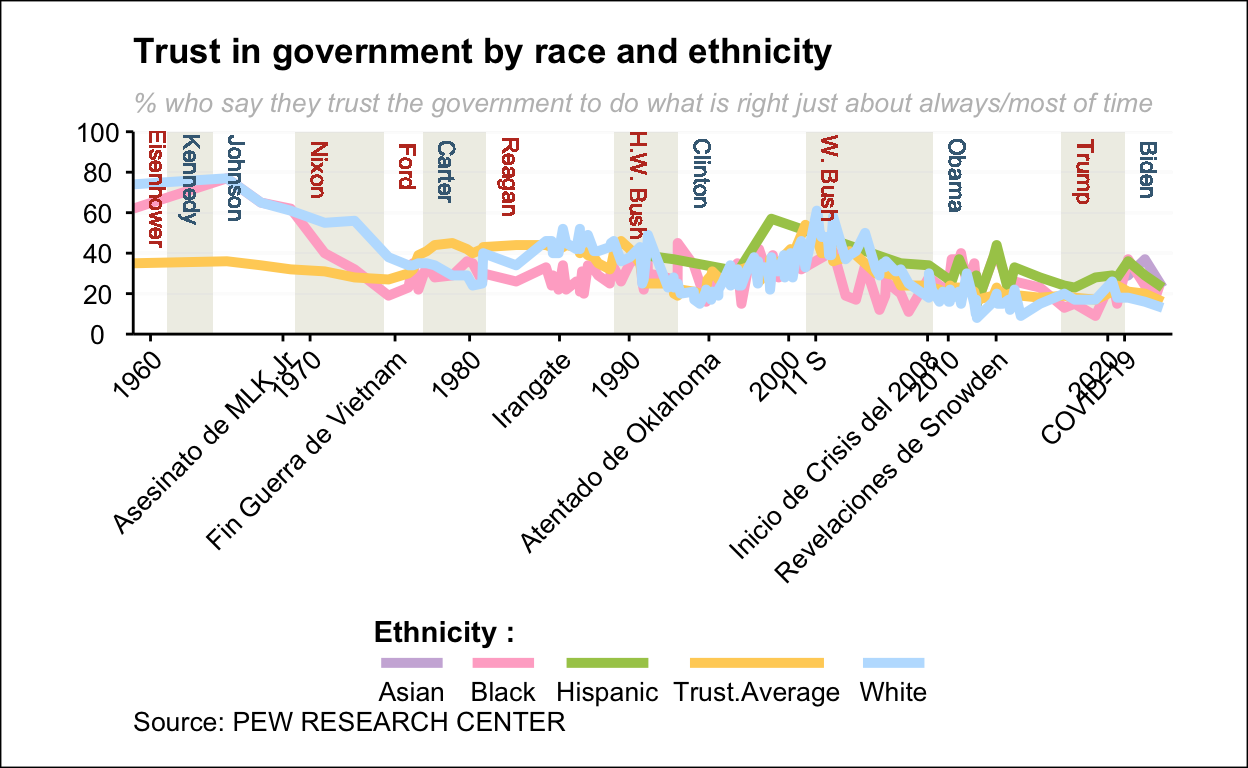 Trust in government by race and ethnicity
% who say they trust the government to do what is right just about always/most of time
100
80
60
40
20
0
Eisenhower
Kennedy
Johnson
Nixon
Ford
Carter
Reagan
H.W. Bush
Clinton
W. Bush
Obama
Trump
Biden
1960
Asesinato de MLK Jr.
1970
Fin Guerra de Vietnam
1980
Irangate
1990
Atentado de Oklahoma
2000
11 S
Inicio de Crisis del 2008
2010
Revelaciones de Snowden
2020
COVID-19
Ethnicity :
Asian Black Hispanic Trust.Average White
Source: PEW RESEARCH CENTER